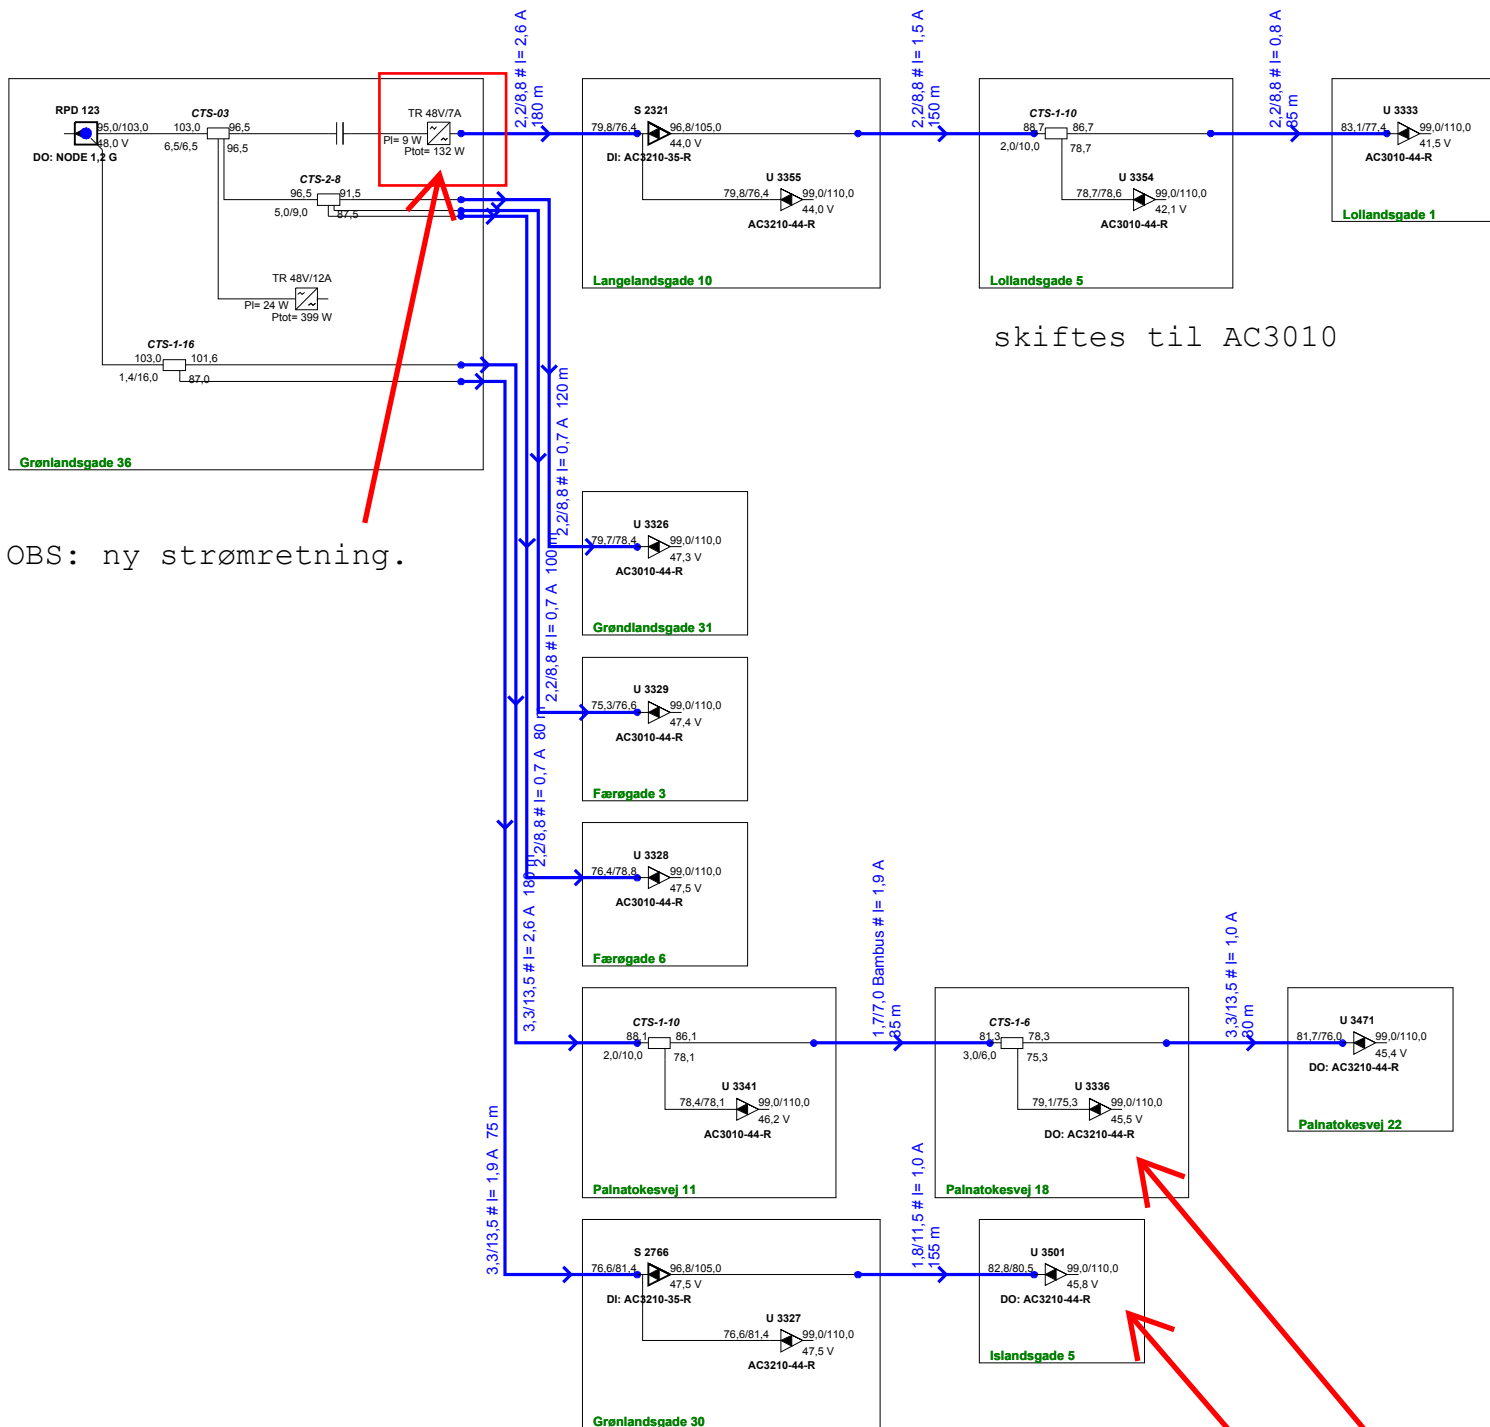 RPD 123
95,0/103,0
48,0 V
DO: NODE 1,2 G
CTS-03
103,0
96,5
6,5/6,5
96,5
TR 48V/7A
PI= 9 W
Ptot= 132 W
CTS-2-8
96,5
91,5
5,0/9,0
87,5
TR 48V/12A
PI= 24 W
Ptot= 399 W
CTS-1-16
103,0
101,6
1,4/16,0
87,0
Grønlandsgade 36
2,2/8,8 # I= 2,6 A
180 m
S 2321
79,8/76,4
96,8/105,0
44,0 V
DI: AC3210-35-R
U 3355
79,8/76,4
99,0/110,0
44,0 V
AC3210-44-R
Langelandsgade 10
2,2/8,8 # I= 1,5 A
150 m
CTS-1-10
88,7
86,7
2,0/10,0
78,7
U 3354
78,7/78,6
99,0/110,0
42,1 V
AC3010-44-R
Lollandsgade 5
2,2/8,8 # I= 0,8 A
85 m
U 3333
83,1/77,4
99,0/110,0
41,5 V
AC3010-44-R
Lollandsgade 1
skiftes til AC3010
OBS: ny strømretning.
2,2/8,8 # I= 0,7 A 120 m
U 3326
79,7/78,4
99,0/110,0
47,3 V
AC3010-44-R
Grøndlandsgade 31
2,2/8,8 # I= 0,7 A 100 m
U 3329
75,3/76,6
99,0/110,0
47,4 V
AC3010-44-R
Færøgade 3
2,2/8,8 # I= 0,7 A 80 m
U 3328
76,4/78,8
99,0/110,0
47,5 V
AC3010-44-R
Færøgade 6
3,3/13,5 # I= 2,6 A 180 m
CTS-1-10
88,1
86,1
2,0/10,0
78,1
U 3341
78,4/78,1
99,0/110,0
46,2 V
AC3010-44-R
Palnatokesvej 11
1,7/7,0 Bambus # I= 1,9 A
85 m
CTS-1-6
81,3
78,3
3,0/6,0
75,3
U 3336
79,1/75,3
99,0/110,0
45,5 V
DO: AC3210-44-R
Palnatokesvej 18
3,3/13,5 # I= 1,0 A
80 m
U 3471
81,7/76,0
99,0/110,0
45,4 V
DO: AC3210-44-R
Palnatokesvej 22
3,3/13,5 # I= 1,9 A 75 m
S 2766
76,6/81,4
96,8/105,0
47,5 V
DI: AC3210-35-R
U 3327
76,6/81,4
99,0/110,0
47,5 V
AC3210-44-R
Grønlandsgade 30
1,8/11,5 # I= 1,0 A
155 m
U 3501
82,8/80,5
99,0/110,0
45,8 V
DO: AC3210-44-R
Islandsgade 5